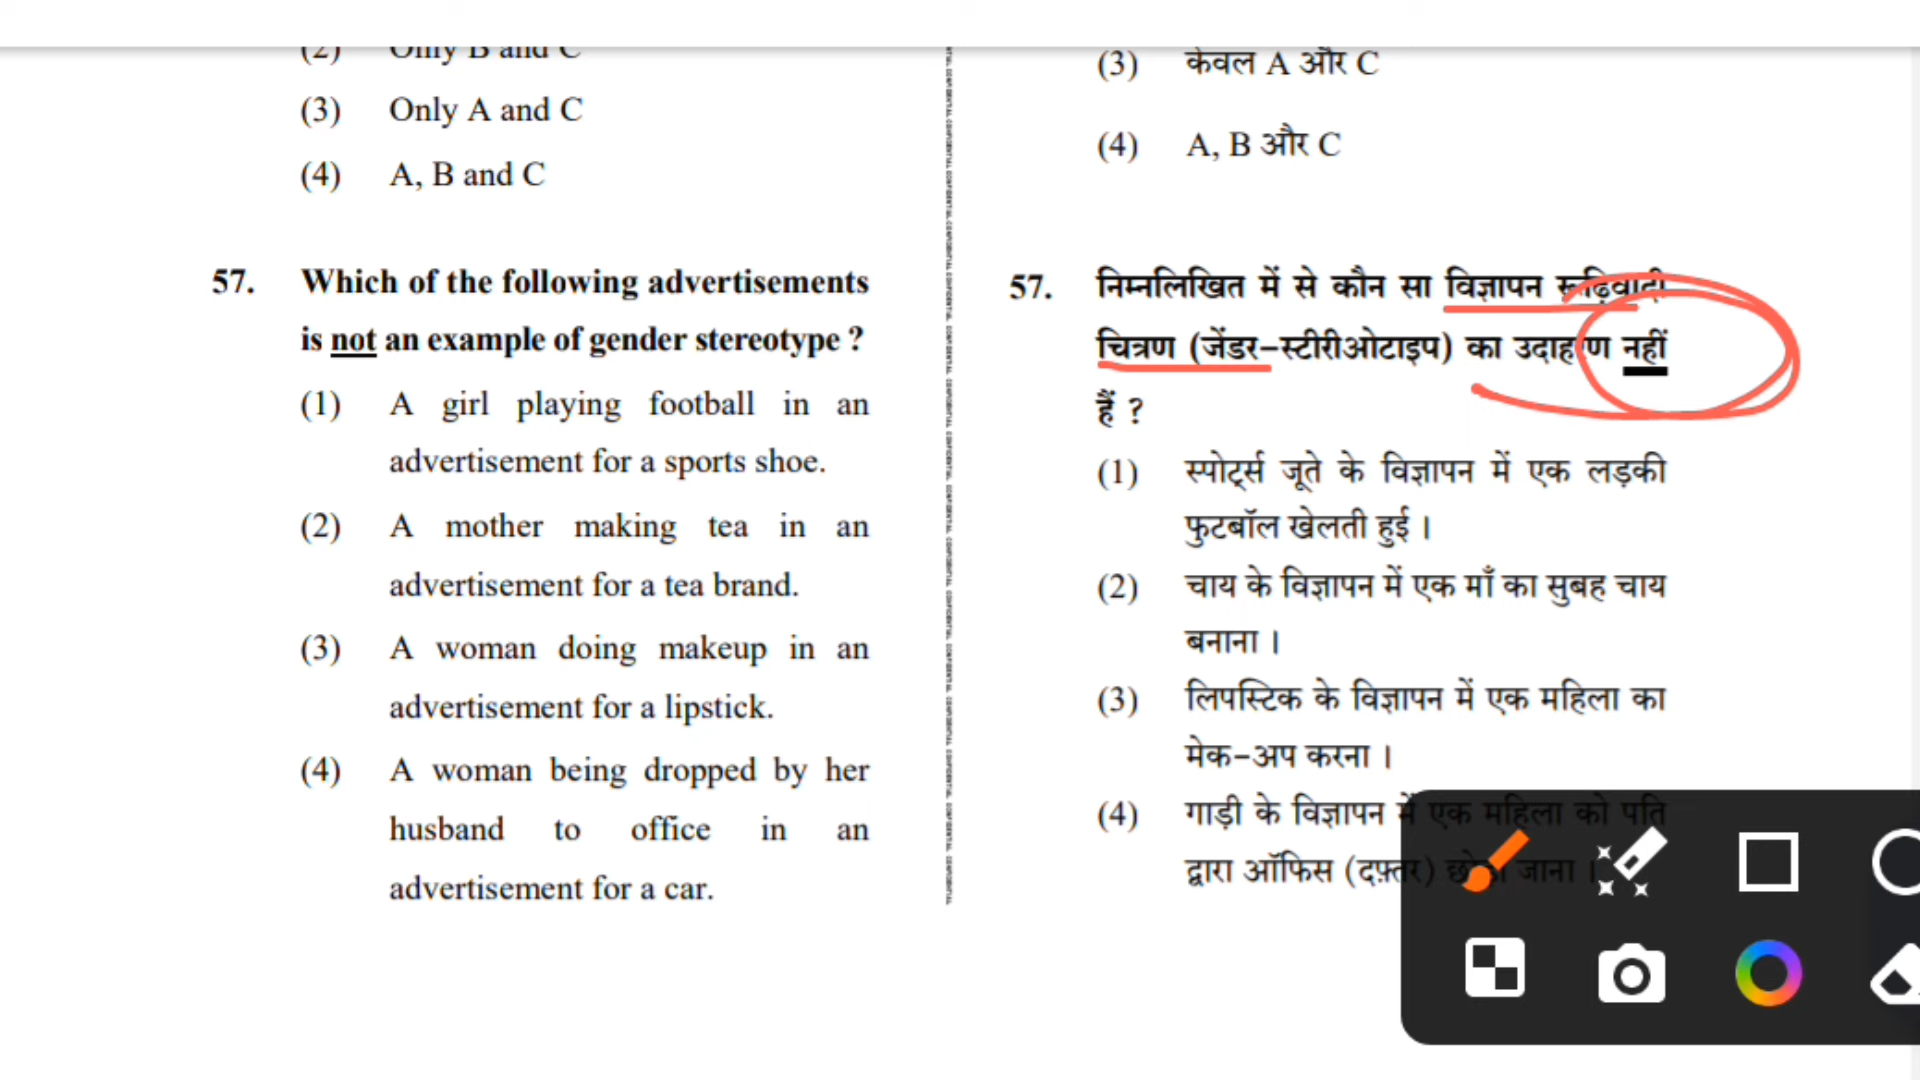 (2) Only B and C
(3) Only A and C
(4) A, B and C
57. Which of the following advertisements
is not an example of gender stereotype ?
(1) A girl playing football in an
advertisement for a sports shoe.
(2) A mother making tea in an
advertisement for a tea brand.
(3) A woman doing makeup in an
advertisement for a lipstick.
(4) A woman being dropped by her
husband to office in an
advertisement for a car.
(3) केवल A और C
(4) A, B और C
57. निम्नलिखित में से कौन सा विज्ञापन रूढ़िवादी
चित्रण (जेंडर-स्टीरीओटाइप) का उदाहरण नहीं
हैं ?
(1) स्पोर्ट्स जूते के विज्ञापन में एक लड़की
फुटबॉल खेलती हुई ।
(2) चाय के विज्ञापन में एक माँ का सुबह चाय
बनाना ।
(3) लिपस्टिक के विज्ञापन में एक महिला का
मेक-अप करना ।
(4) गाड़ी के विज्ञापन में एक महिला को पति
द्वारा ऑफिस (दफ़्तर) छोड़ा जाना ।